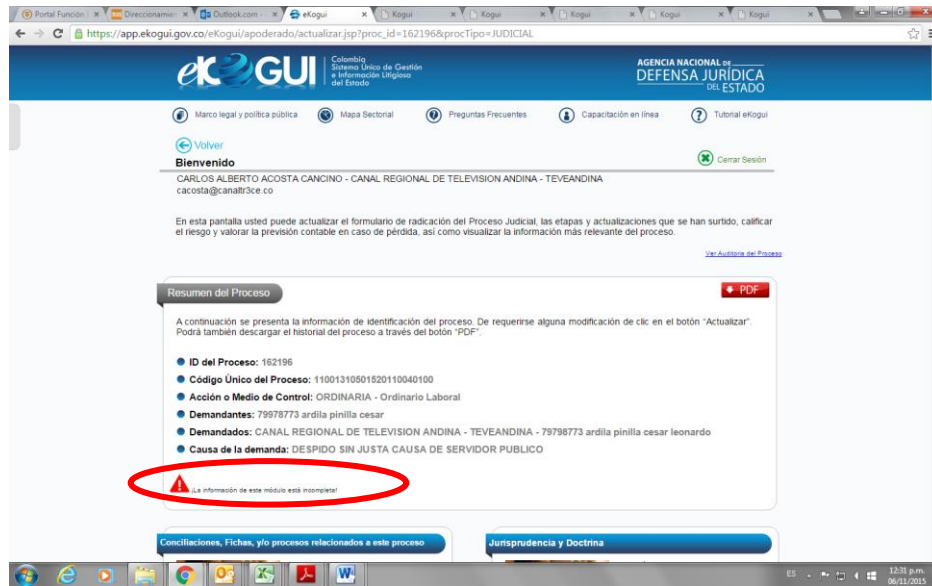 Portal Función
Direccionamien
Outlook.com -
eKogui
Kogui
Kogui
Kogui
Kogui
Kogui
https://app.ekogui.gov.co/eKogui/apoderado/actualizar.jsp?proc_id=162196&procTipo=JUDICIAL
eKOGUI
Colombia
Sistema Único de Gestión
e Información Litigiosa
del Estado
AGENCIA NACIONAL DE
DEFENSA JURÍDICA
DEL ESTADO
Marco legal y política pública
Mapa Sectorial
Preguntas Frecuentes
Capacitación en línea
Tutorial eKogui
Volver
Bienvenido
Cerrar Sesión
CARLOS ALBERTO ACOSTA CANCINO - CANAL REGIONAL DE TELEVISION ANDINA - TEVEANDINA
cacosta@canaltr3ce.co
En esta pantalla usted puede actualizar el formulario de radicación del Proceso Judicial, las etapas y actualizaciones que se han surtido, calificar
el riesgo y valorar la previsión contable en caso de pérdida, así como visualizar la información más relevante del proceso.
Ver Auditoria del Proceso
Resumen del Proceso
PDF
A continuación se presenta la información de identificación del proceso. De requerirse alguna modificación de clic en el botón "Actualizar".
Podrá también descargar el historial del proceso a través del botón "PDF".
ID del Proceso: 162196
Código Único del Proceso: 11001310501520110040100
Acción o Medio de Control: ORDINARIA - Ordinario Laboral
Demandantes: 79978773 ardila pinilla cesar
Demandados: CANAL REGIONAL DE TELEVISION ANDINA - TEVEANDINA - 79798773 ardila pinilla cesar leonardo
Causa de la demanda: DESPIDO SIN JUSTA CAUSA DE SERVIDOR PUBLICO
¡La información de este módulo está incompleta!
Conciliaciones, Fichas, y/o procesos relacionados a este proceso
Jurisprudencia y Doctrina
ES
12:31 p.m.
06/11/2015